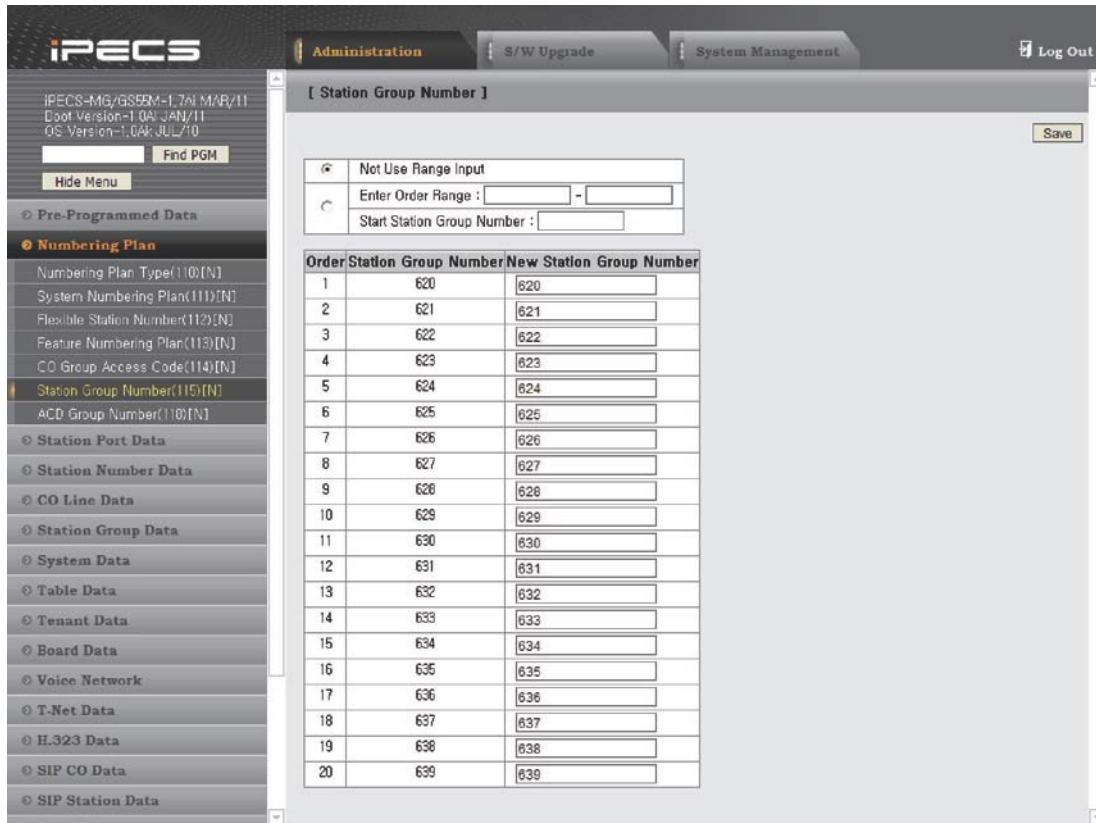 iPECS
Administration
S/W Upgrade
System Management
Log Out
iPECS-MG/GS55M-1,7Al MAR/11
Boot Version-1,0Al JAN/11
OS Version-1,0Ak JUL/10
Find PGM
Hide Menu
Pre-Programmed Data
Numbering Plan
Numbering Plan Type(110)[N]
System Numbering Plan(111)[N]
Flexible Station Number(112)[N]
Feature Numbering Plan(113)[N]
CO Group Access Code(114)[N]
Station Group Number(115)[N]
ACD Group Number(118)[N]
Station Port Data
Station Number Data
CO Line Data
Station Group Data
System Data
Table Data
Tenant Data
Board Data
Voice Network
T-Net Data
H.323 Data
SIP CO Data
SIP Station Data
[ Station Group Number ]
Save
Not Use Range Input
Enter Order Range : -
Start Station Group Number :
Order Station Group Number New Station Group Number
1 620 620
2 621 621
3 622 622
4 623 623
5 624 624
6 625 625
7 626 626
8 627 627
9 628 628
10 629 629
11 630 630
12 631 631
13 632 632
14 633 633
15 634 634
16 635 635
17 636 636
18 637 637
19 638 638
20 639 639